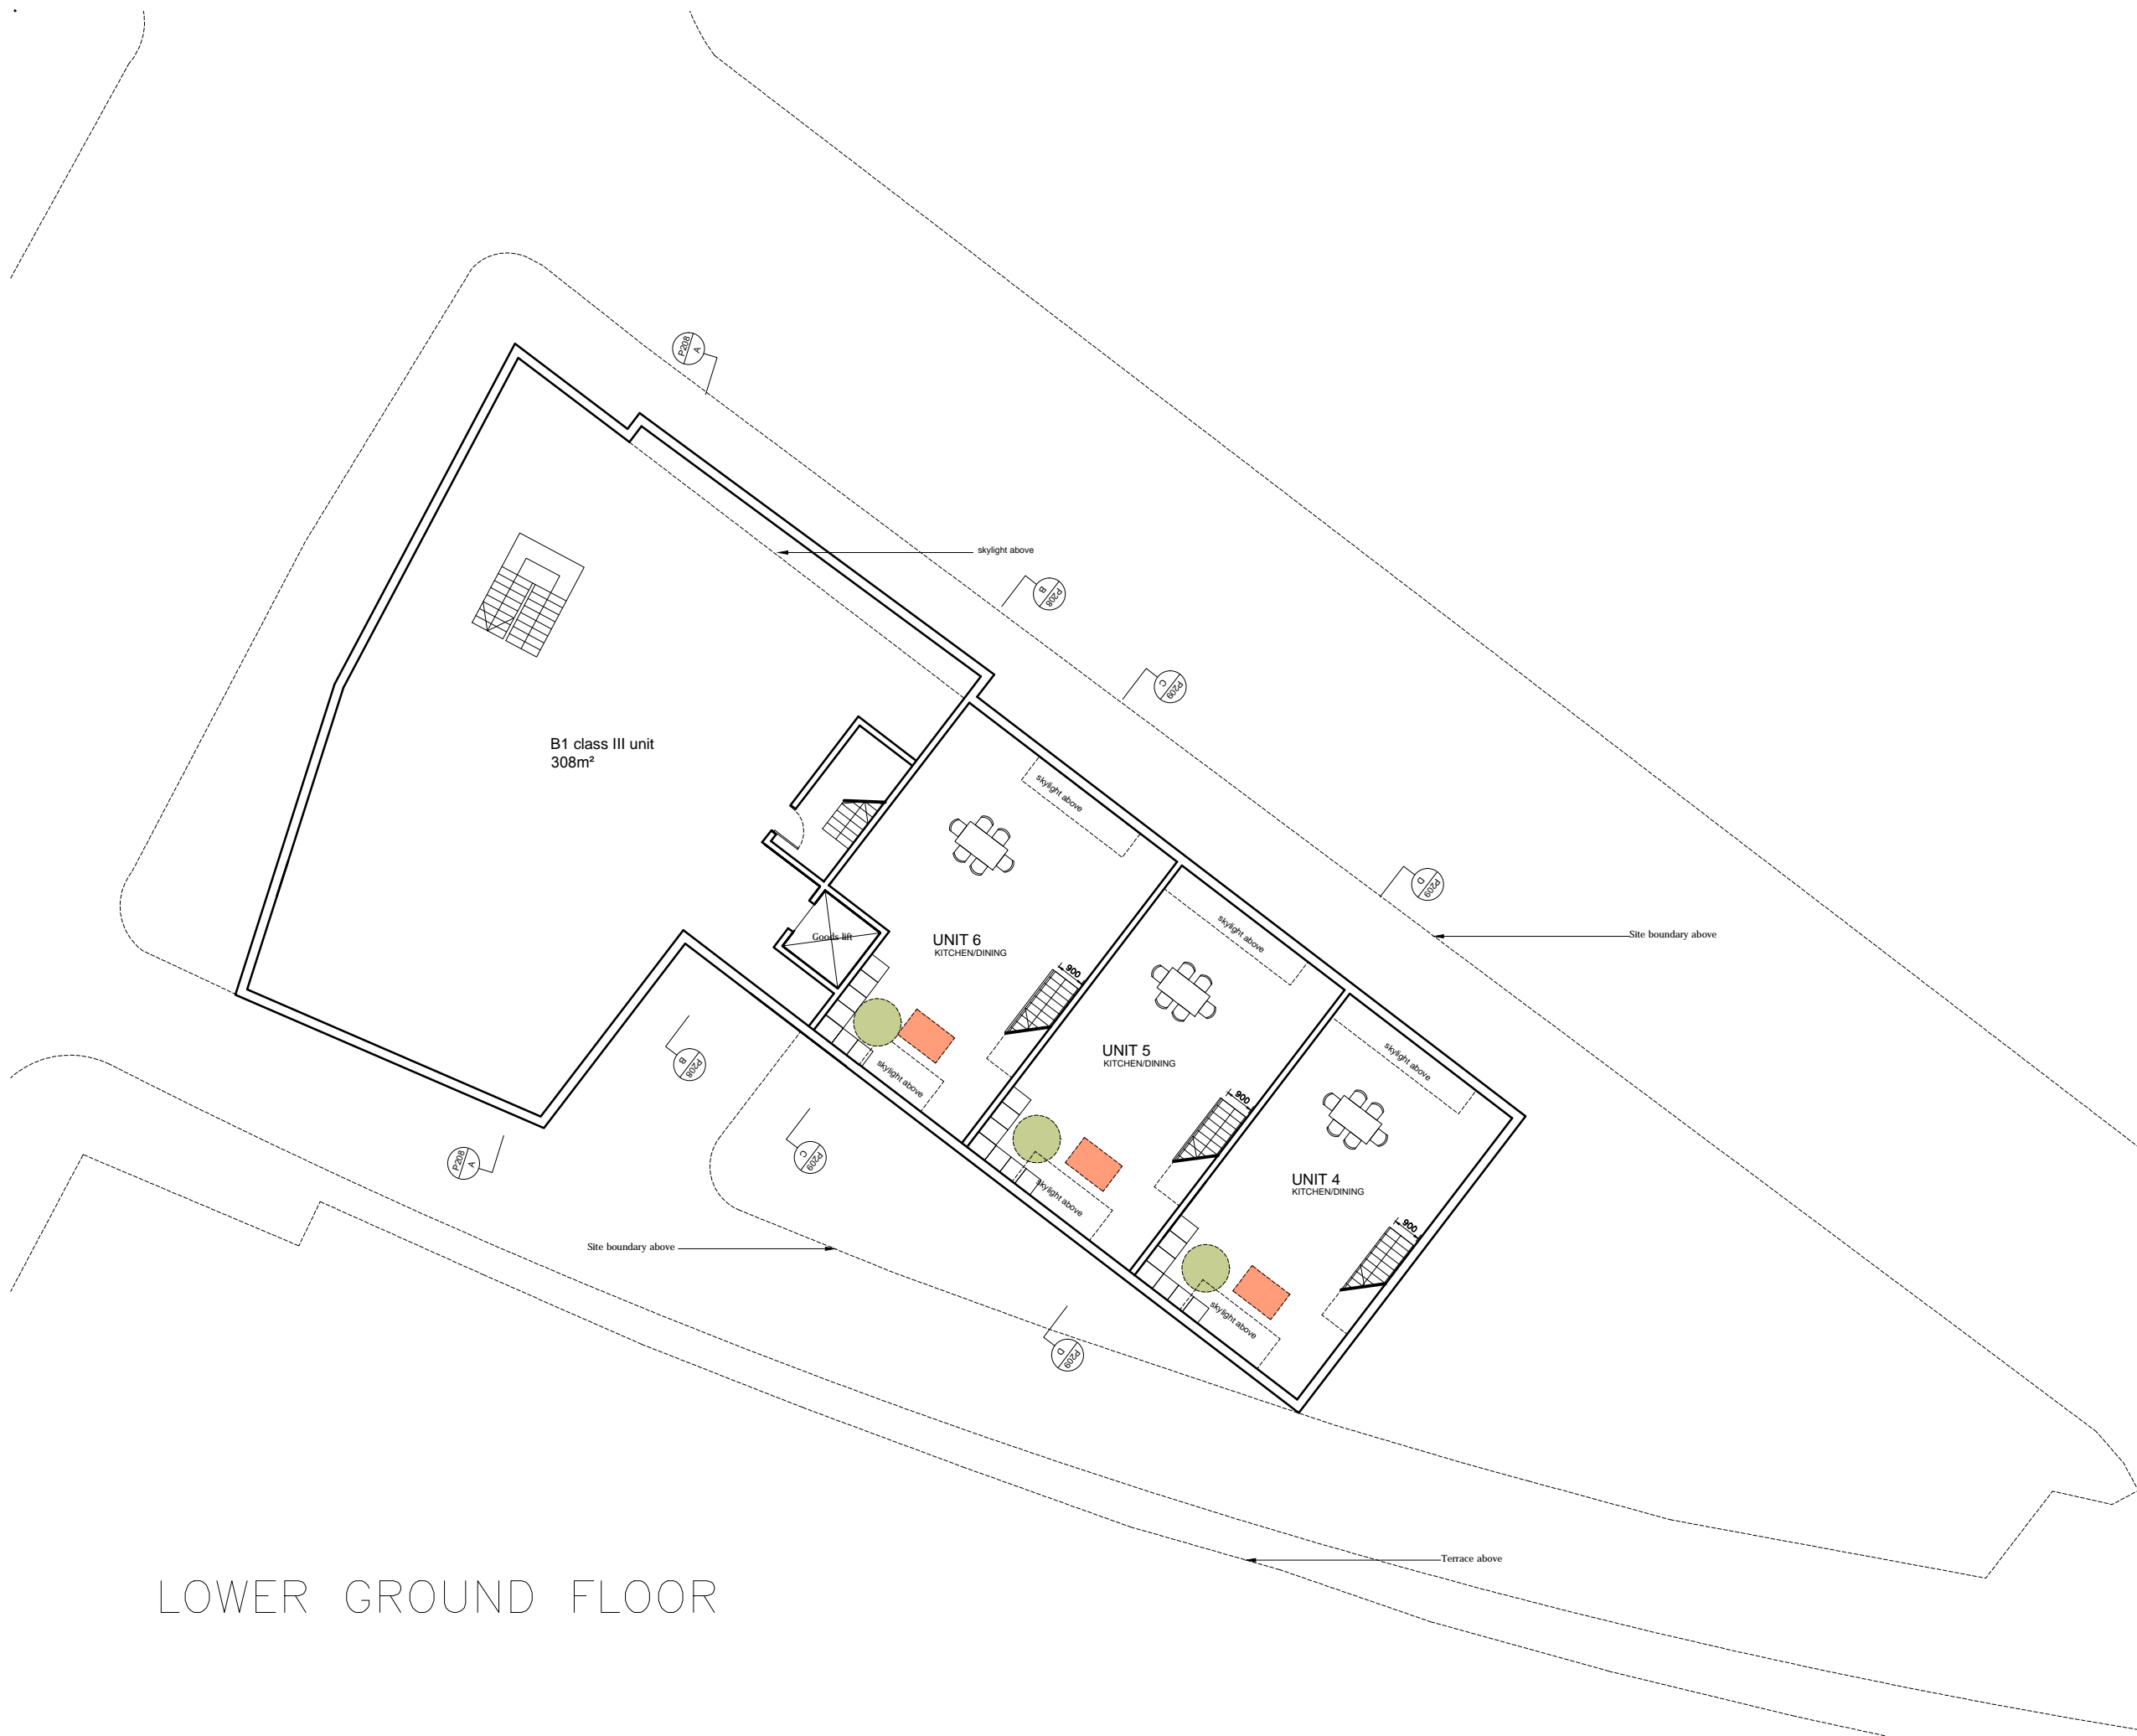 P208
A
skylight above
P208
B
P209
C
B1 class III unit
308m²
skylight above
P209
D
skylight above
Site boundary above
Goods lift
UNIT 6
KITCHEN/DINING
900
skylight above
UNIT 5
KITCHEN/DINING
skylight above
P208
B
900
P208
A
P209
C
UNIT 4
KITCHEN/DINING
skylight above
900
Site boundary above
skylight above
P209
D
Terrace above
LOWER GROUND FLOOR